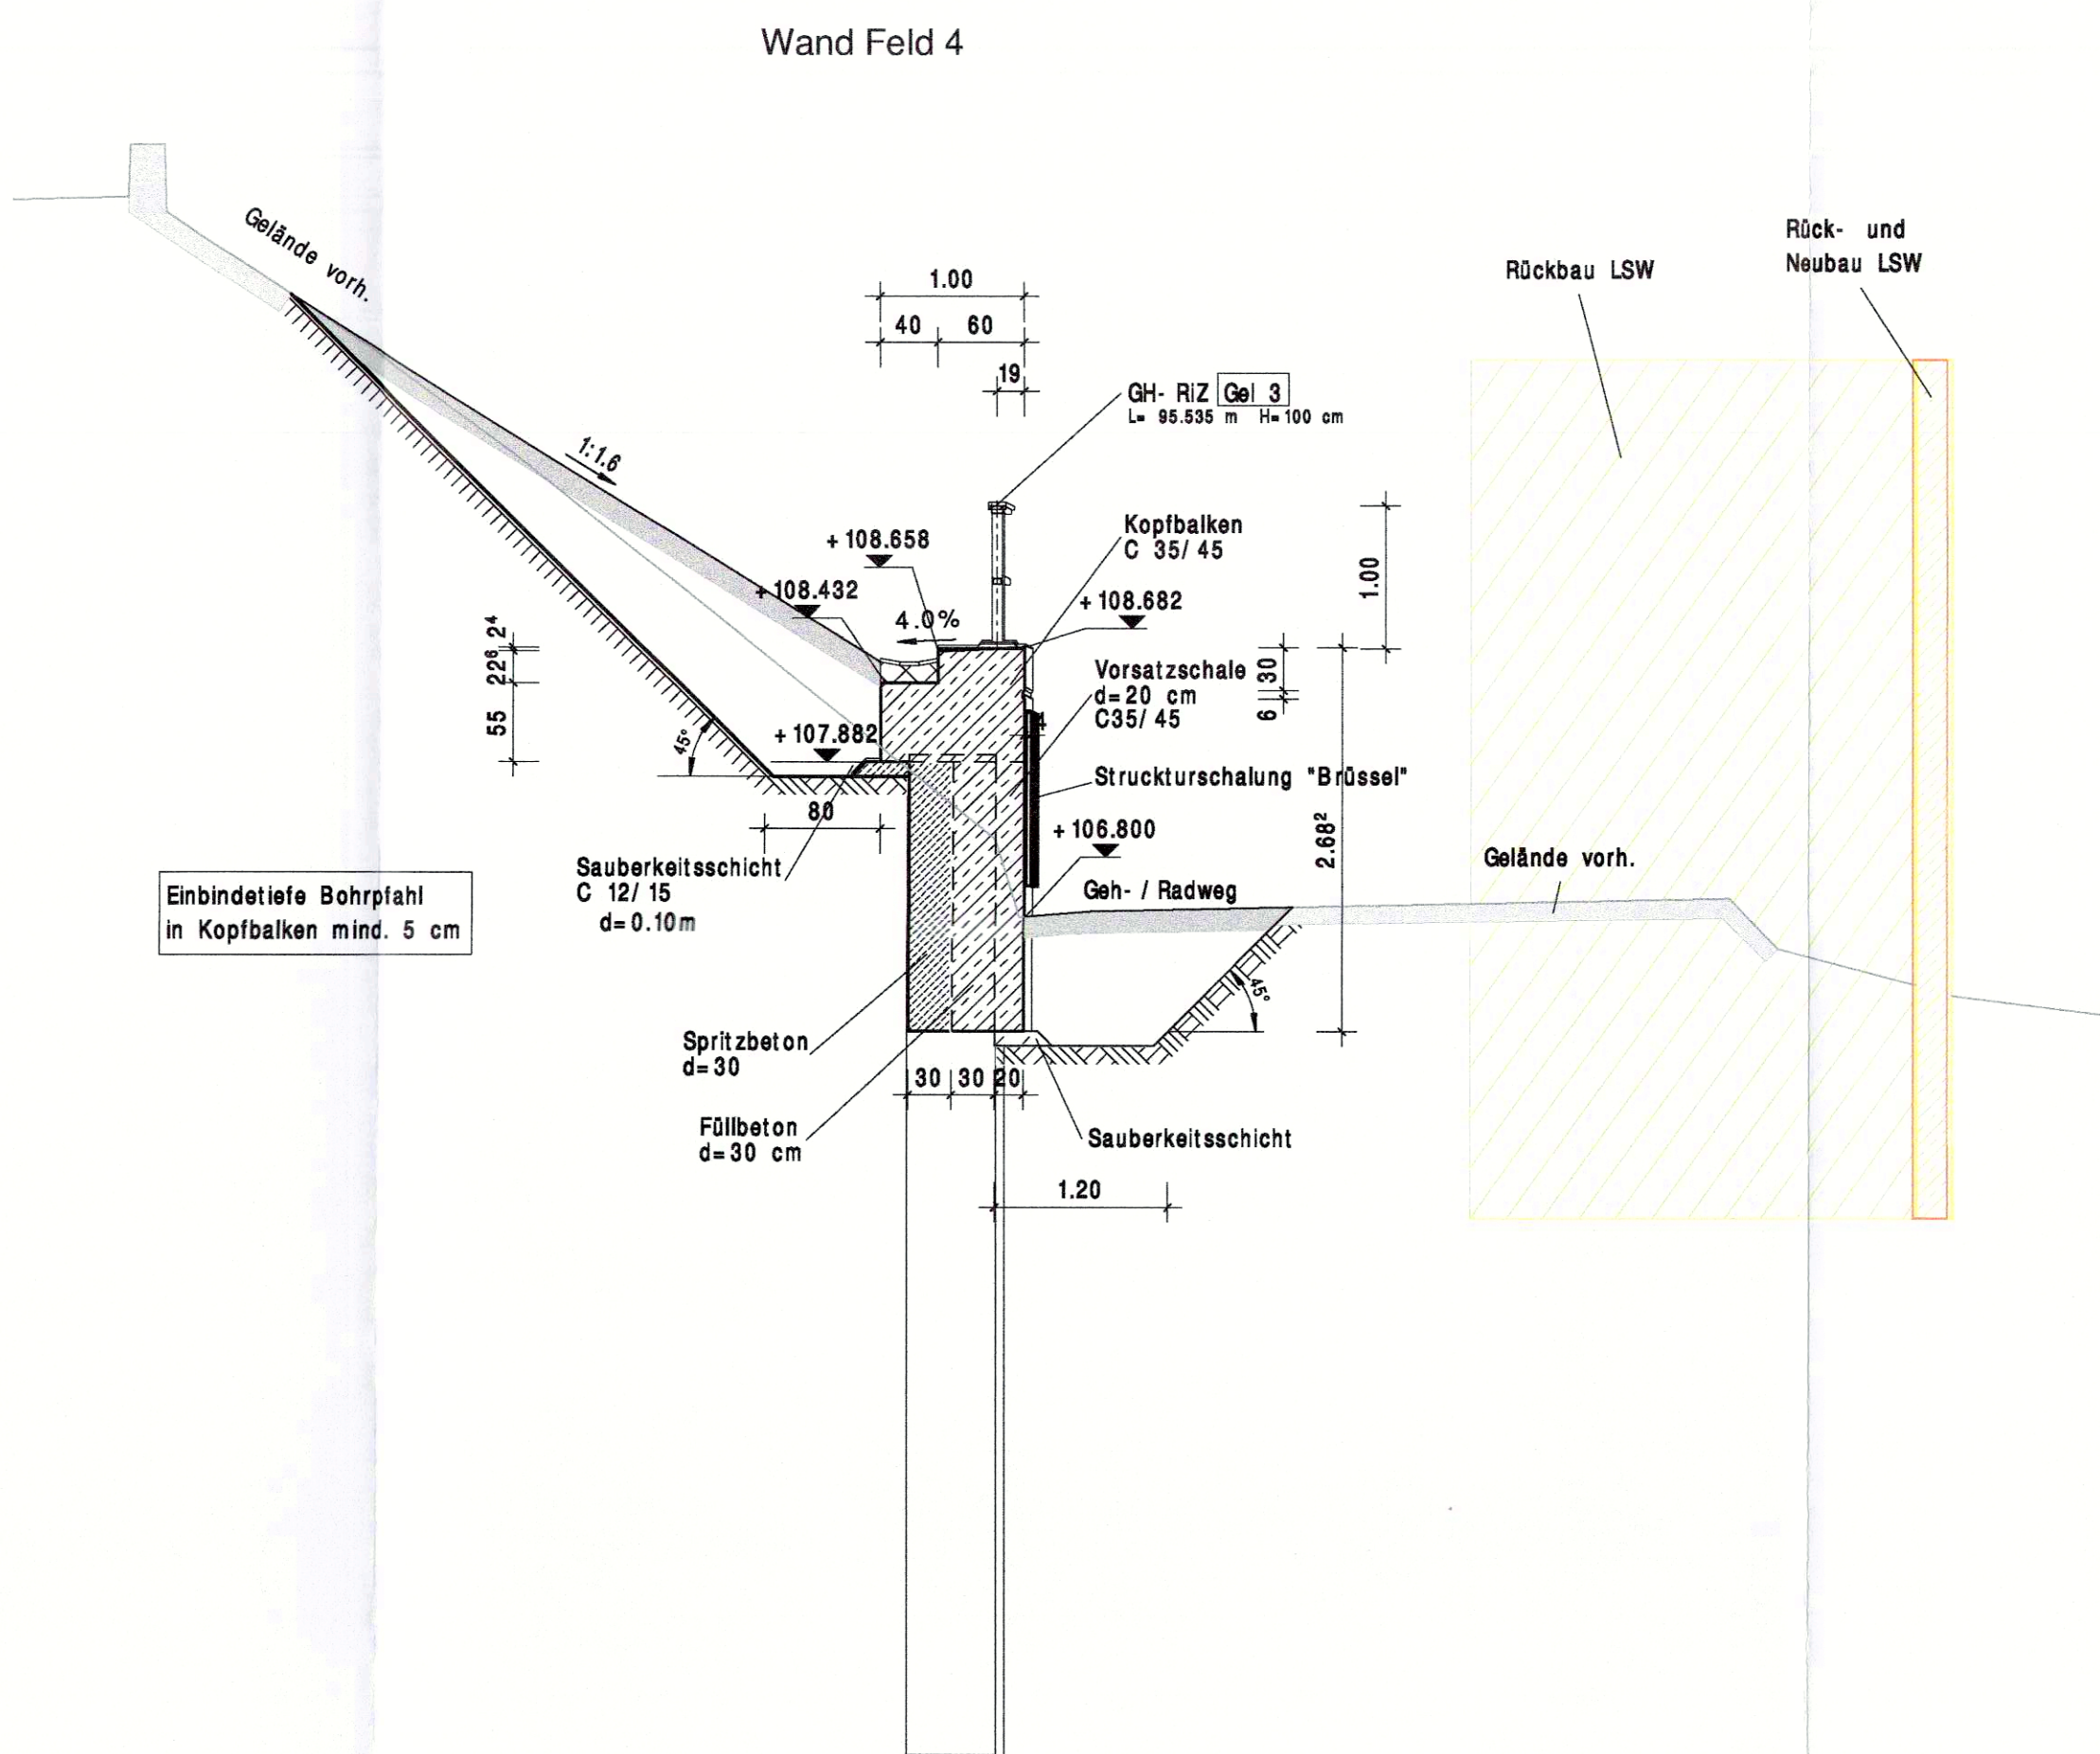 Wand Feld 4
Gelände vorh.
Rück- und
Neubau LSW
Rückbau LSW
1.00
40 60
19
GH- RiZ Gel 3
L= 95.535 m H= 100 cm
1:1.6
Kopfbalken
C 35/ 45
+ 108.658
+ 108.432
4.0%
+ 108.682
1.00
2⁴
22⁶
55
30
6
Vorsatzschale
d= 20 cm
C35/ 45
4
+ 107.882
45°
Struckturschalung "Brüssel"
80
+ 106.800
2.68²
Gelände vorh.
Sauberkeitsschicht
C 12/ 15
d= 0.10m
Geh- / Radweg
Einbindetiefe Bohrpfahl
in Kopfbalken mind. 5 cm
45°
Spritzbeton
d= 30
30 30 20
Füllbeton
d= 30 cm
Sauberkeitsschicht
1.20